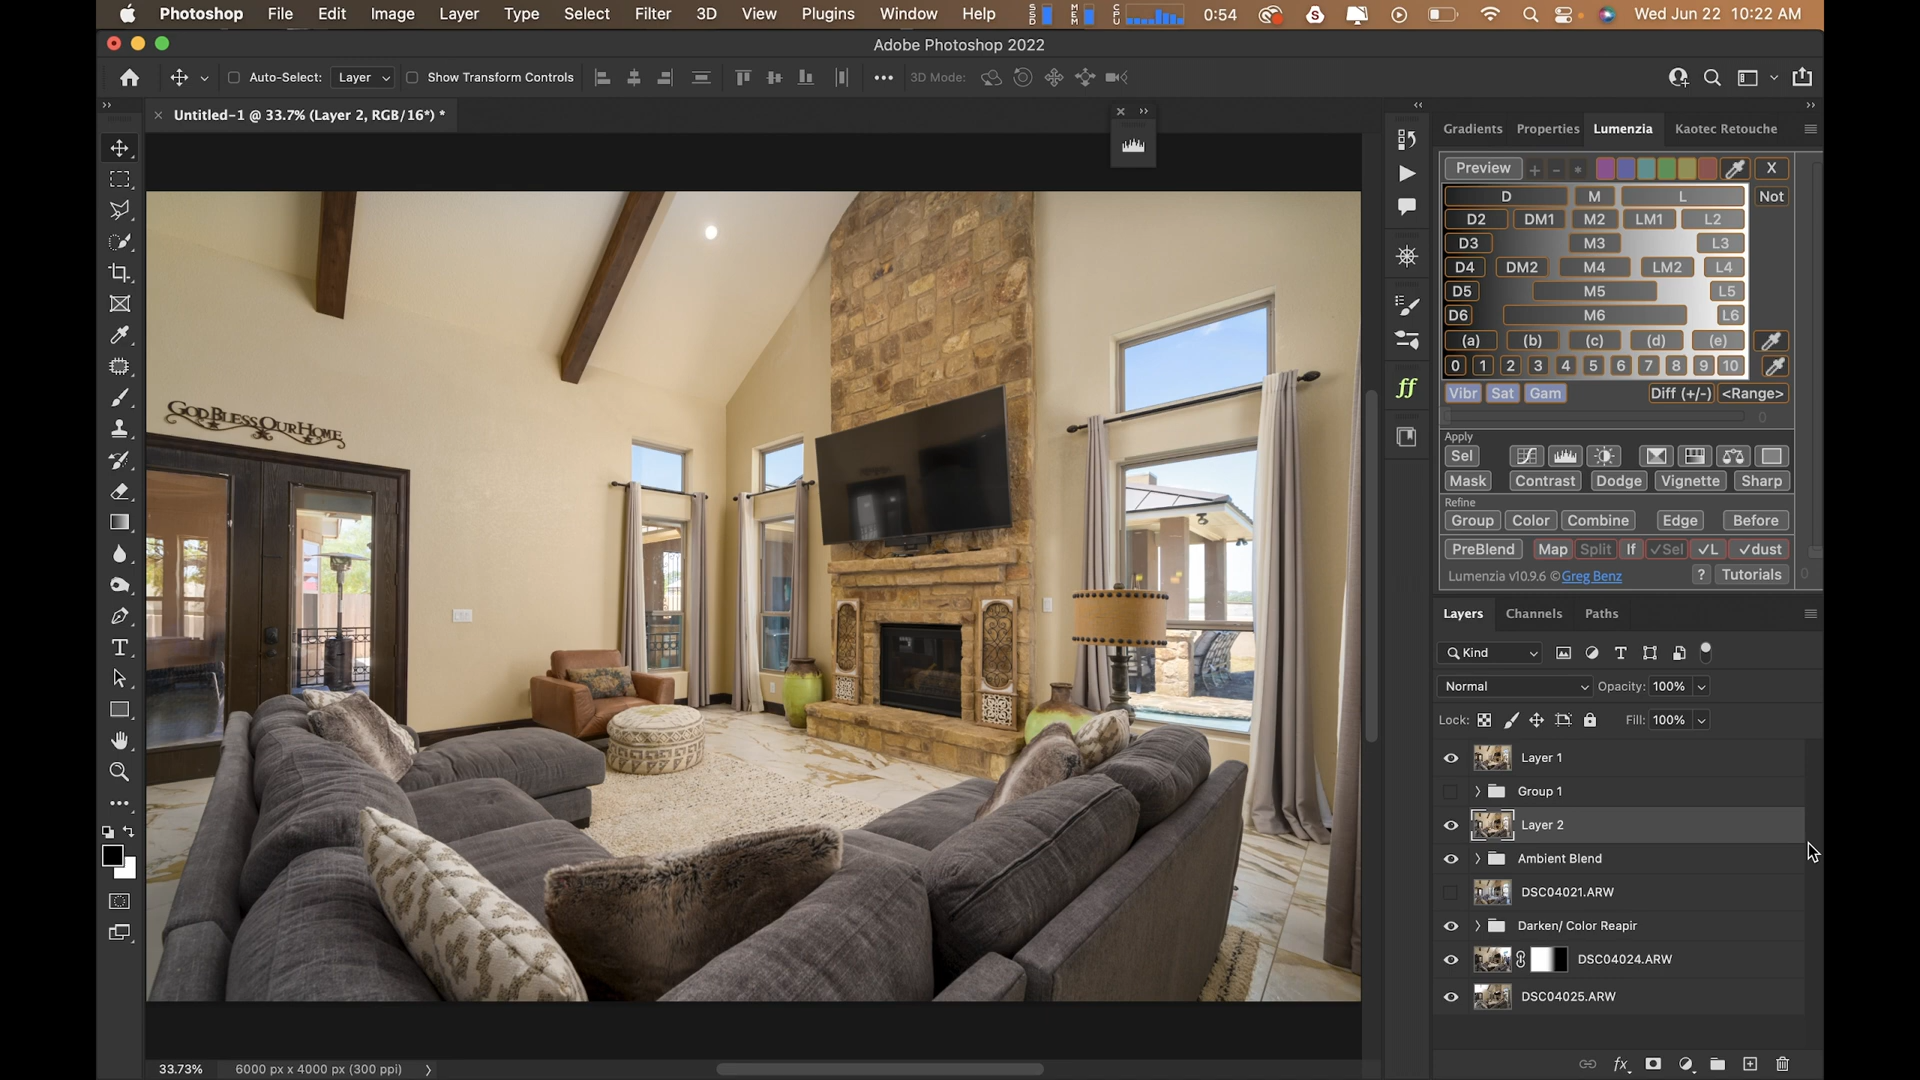 Photoshop File Edit Image Layer Type Select Filter 3D View Plugins Window Help 0:54 Wed Jun 22 10:22 AM
Adobe Photoshop 2022
Auto-Select: Layer Show Transform Controls 3D Mode:
Untitled-1 @ 33.7% (Layer 2, RGB/16*) *
Gradients Properties Lumenzia Kaotec Retouche
Preview + - * X
D M L Not
D2 DM1 M2 LM1 L2
D3 M3 L3
D4 DM2 M4 LM2 L4
D5 M5 L5
D6 M6 L6
(a) (b) (c) (d) (e)
0 1 2 3 4 5 6 7 8 9 10
Vibr Sat Gam Diff (+/-) <Range>
0
Apply
Sel
Mask Contrast Dodge Vignette Sharp
Refine
Group Color Combine Edge Before
PreBlend Map Split If ✓Sel ✓L ✓dust
Lumenzia v10.9.6 © Greg Benz ? Tutorials 0
GOD BLESS OUR HOME
Layers Channels Paths
Kind
Normal Opacity: 100%
Lock: Fill: 100%
Layer 1
Group 1
Layer 2
Ambient Blend
DSC04021.ARW
Darken/ Color Reapir
DSC04024.ARW
DSC04025.ARW
33.73% 6000 px x 4000 px (300 ppi)